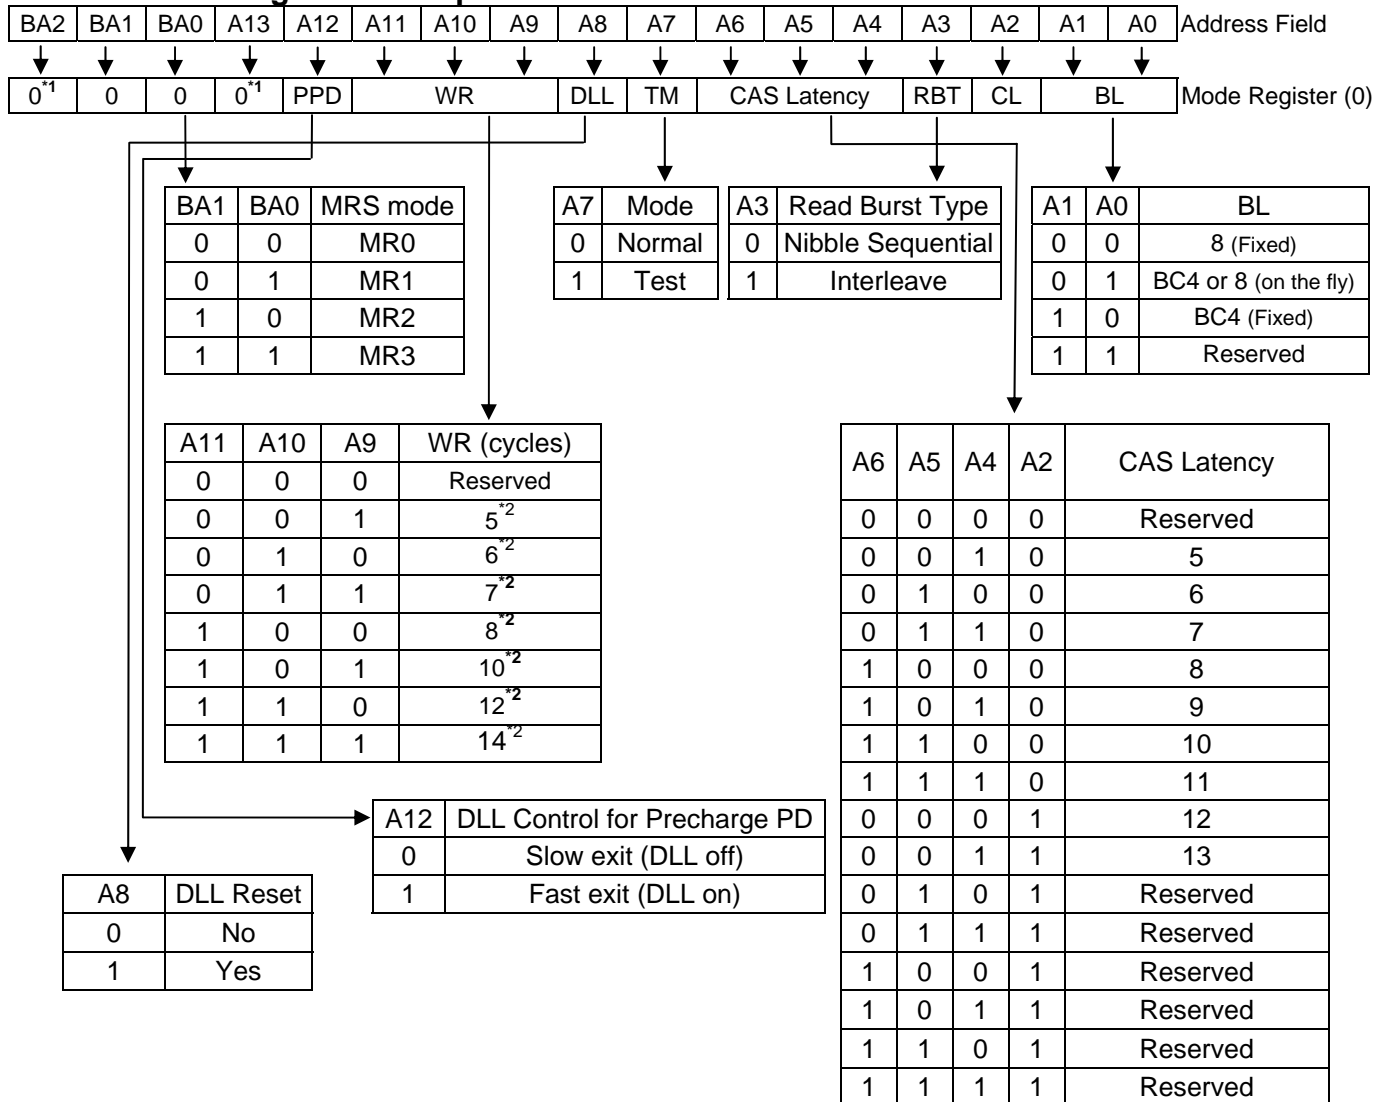 BA2 BA1 BA0 A13 A12 A11 A10 A9 A8 A7 A6 A5 A4 A3 A2 A1 A0 Address Field
0*1 0 0 0*1 PPD WR DLL TM CAS Latency RBT CL BL Mode Register (0)
BA1 BA0 MRS mode
0 0 MR0
0 1 MR1
1 0 MR2
1 1 MR3
A7 Mode
0 Normal
1 Test
A3 Read Burst Type
0 Nibble Sequential
1 Interleave
A1 A0 BL
0 0 8 (Fixed)
0 1 BC4 or 8 (on the fly)
1 0 BC4 (Fixed)
1 1 Reserved
A11 A10 A9 WR (cycles)
0 0 0 Reserved
0 0 1 5*2
0 1 0 6*2
0 1 1 7*2
1 0 0 8*2
1 0 1 10*2
1 1 0 12*2
1 1 1 14*2
A6 A5 A4 A2 CAS Latency
0 0 0 0 Reserved
0 0 1 0 5
0 1 0 0 6
0 1 1 0 7
1 0 0 0 8
1 0 1 0 9
1 1 0 0 10
1 1 1 0 11
0 0 0 1 12
0 0 1 1 13
0 1 0 1 Reserved
0 1 1 1 Reserved
1 0 0 1 Reserved
1 0 1 1 Reserved
1 1 0 1 Reserved
1 1 1 1 Reserved
A12 DLL Control for Precharge PD
0 Slow exit (DLL off)
1 Fast exit (DLL on)
A8 DLL Reset
0 No
1 Yes